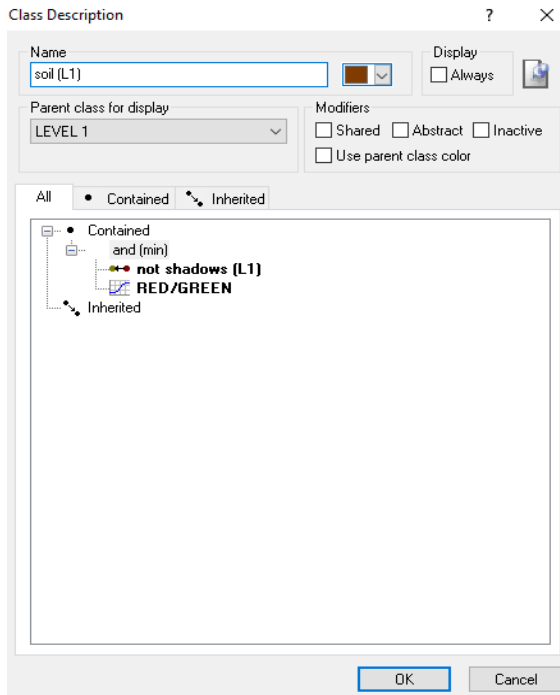 Class Description ?
Name
soil (L1)
Display
Always
Parent class for display
LEVEL 1
Modifiers
Shared Abstract Inactive
Use parent class color
All Contained Inherited
Contained
and (min)
not shadows (L1)
RED/GREEN
Inherited
OK Cancel